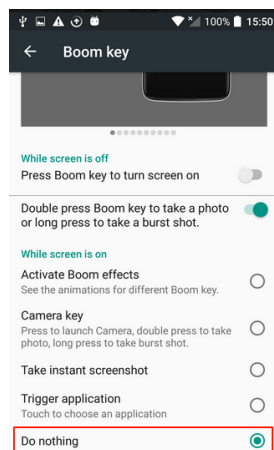 100% 15:50
Boom key
While screen is off
Press Boom key to turn screen on
Double press Boom key to take a photo
or long press to take a burst shot.
While screen is on
Activate Boom effects
See the animations for different Boom key.
Camera key
Press to launch Camera, double press to take
photo, long press to take burst shot.
Take instant screenshot
Trigger application
Touch to choose an application
Do nothing